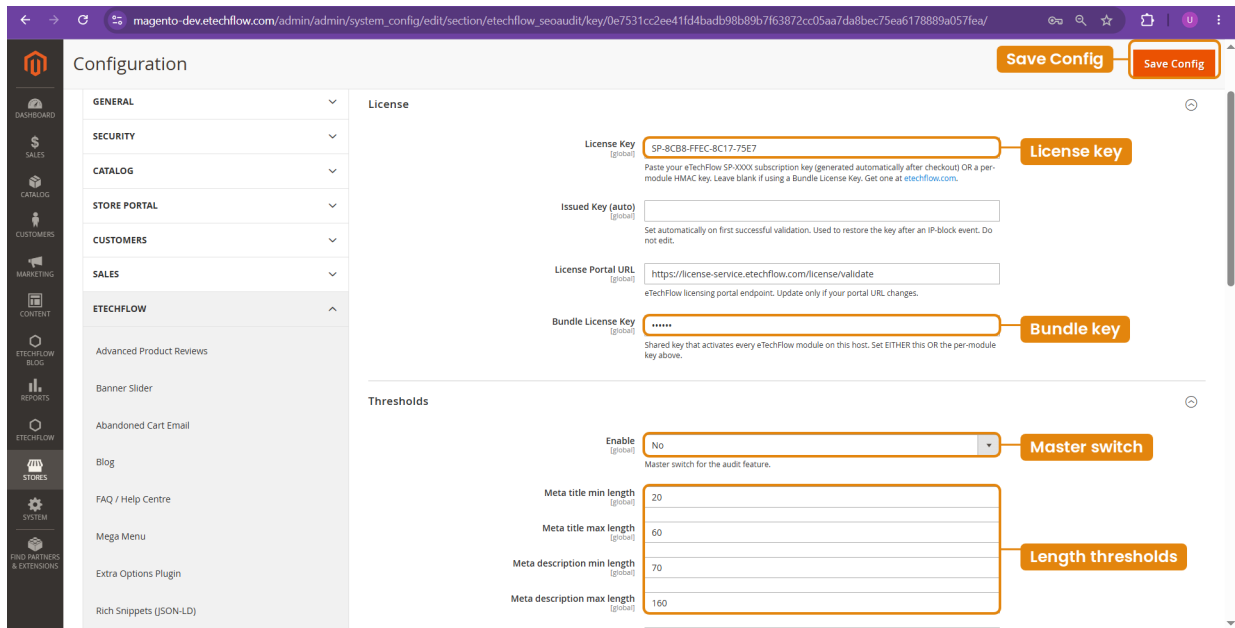 magento-dev.etechflow.com/admin/admin/system_config/edit/section/etechflow_seoaudit/key/0e7531cc2ee41fd4badb98b89b7f63872cc05aa7da8bec75ea6178889a057fea/
U
Configuration
Save Config
Save Config
DASHBOARD
SALES
CATALOG
CUSTOMERS
MARKETING
CONTENT
ETECHFLOW
BLOG
REPORTS
ETECHFLOW
STORES
SYSTEM
FIND PARTNERS
& EXTENSIONS
GENERAL
SECURITY
CATALOG
STORE PORTAL
CUSTOMERS
SALES
ETECHFLOW
Advanced Product Reviews
Banner Slider
Abandoned Cart Email
Blog
FAQ / Help Centre
Mega Menu
Extra Options Plugin
Rich Snippets (JSON-LD)
License
License Key
[global]
SP-8CB8-FFEC-8C17-75E7
License key
Paste your eTechFlow SP-XXXX subscription key (generated automatically after checkout) OR a per-
module HMAC key. Leave blank if using a Bundle License Key. Get one at etechflow.com.
Issued Key (auto)
[global]
Set automatically on first successful validation. Used to restore the key after an IP-block event. Do
not edit.
License Portal URL
[global]
https://license-service.etechflow.com/license/validate
eTechFlow licensing portal endpoint. Update only if your portal URL changes.
Bundle License Key
[global]
••••••
Bundle key
Shared key that activates every eTechFlow module on this host. Set EITHER this OR the per-module
key above.
Thresholds
Enable
[global]
No
Master switch
Master switch for the audit feature.
Meta title min length
[global]
20
Meta title max length
[global]
60
Meta description min length
[global]
70
Length thresholds
Meta description max length
[global]
160